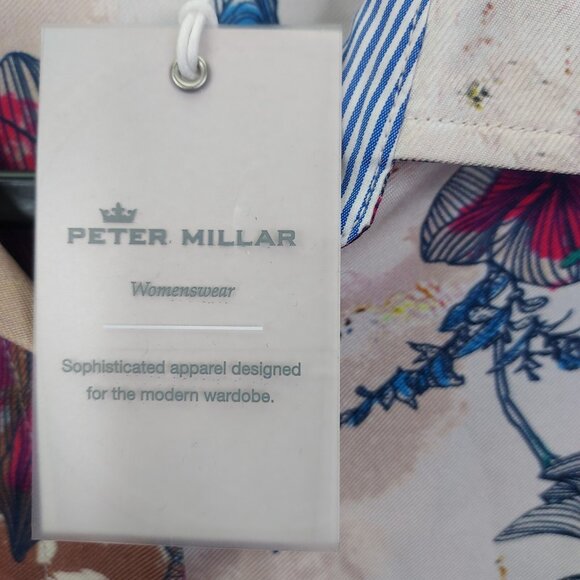 PETER MILLAR
Womenswear
Sophisticated apparel designed
for the modern wardobe.